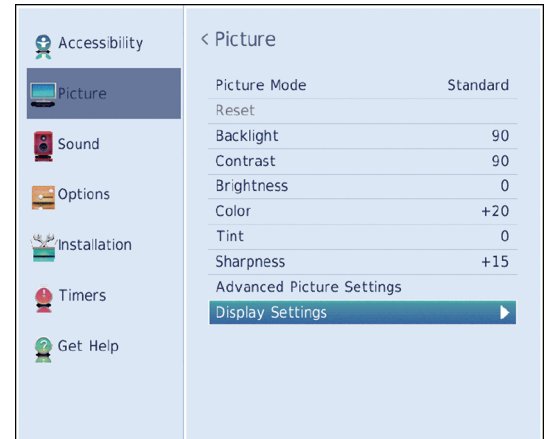 Accessibility
Picture
Sound
Options
Installation
Timers
Get Help
< Picture
Picture Mode Standard
Reset
Backlight 90
Contrast 90
Brightness 0
Color +20
Tint 0
Sharpness +15
Advanced Picture Settings
Display Settings